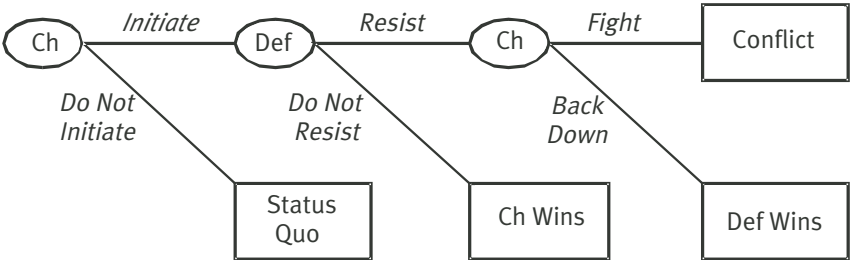 Initiate
Resist
Fight
Ch
Def
Ch
Conflict
Do Not
Initiate
Do Not
Resist
Back
Down
Status
Quo
Ch Wins
Def Wins